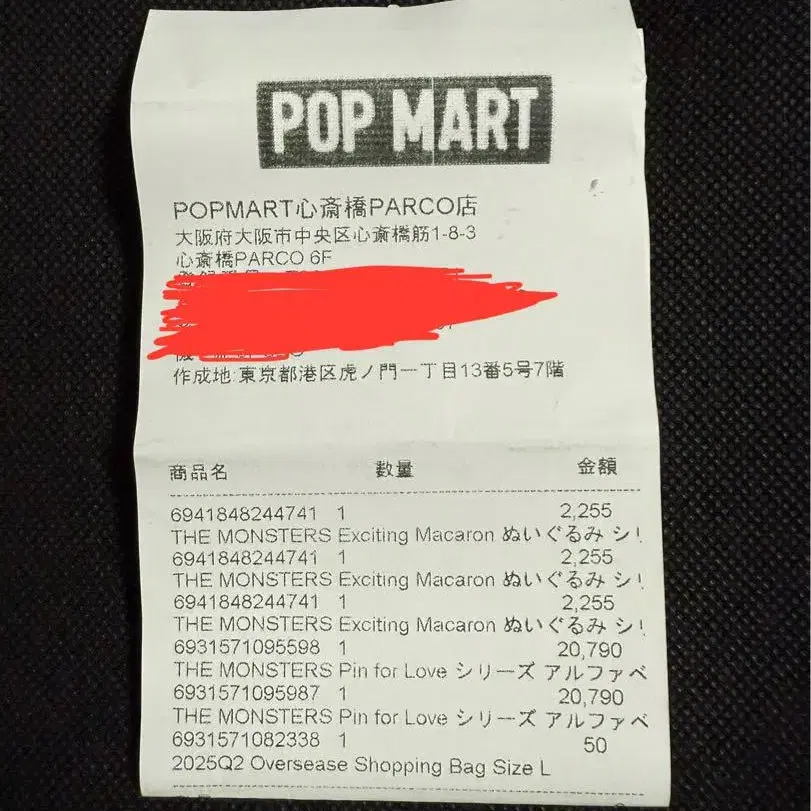 POP MART
POPMART心斎橋PARCO店
大阪府大阪市中央区心斎橋筋1-8-3
心斎橋PARCO 6F
作成地:東京都港区虎ノ門一丁目13番5号7階
商品名 数量 金額
6941848244741 1 2,255
THE MONSTERS Exciting Macaron ぬいぐるみ シリ
6941848244741 1 2,255
THE MONSTERS Exciting Macaron ぬいぐるみ シリ
6941848244741 1 2,255
THE MONSTERS Exciting Macaron ぬいぐるみ シリ
6931571095598 1 20,790
THE MONSTERS Pin for Love シリーズ アルファベ
6931571095987 1 20,790
THE MONSTERS Pin for Love シリーズ アルファベ
6931571082338 1 50
2025Q2 Oversease Shopping Bag Size L